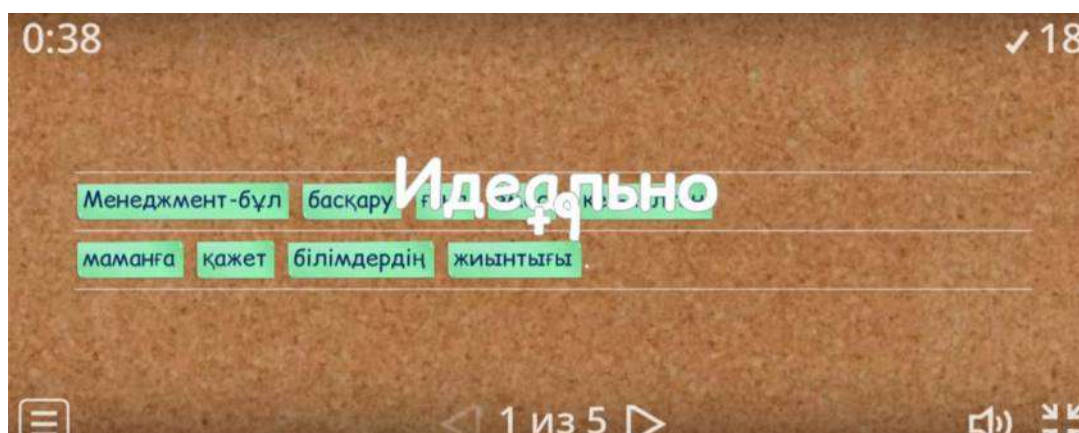 0:38 ✓ 18
Идеально
+9
Менеджмент-бұл басқару
маманға қажет білімдердің жиынтығы .
1 из 5